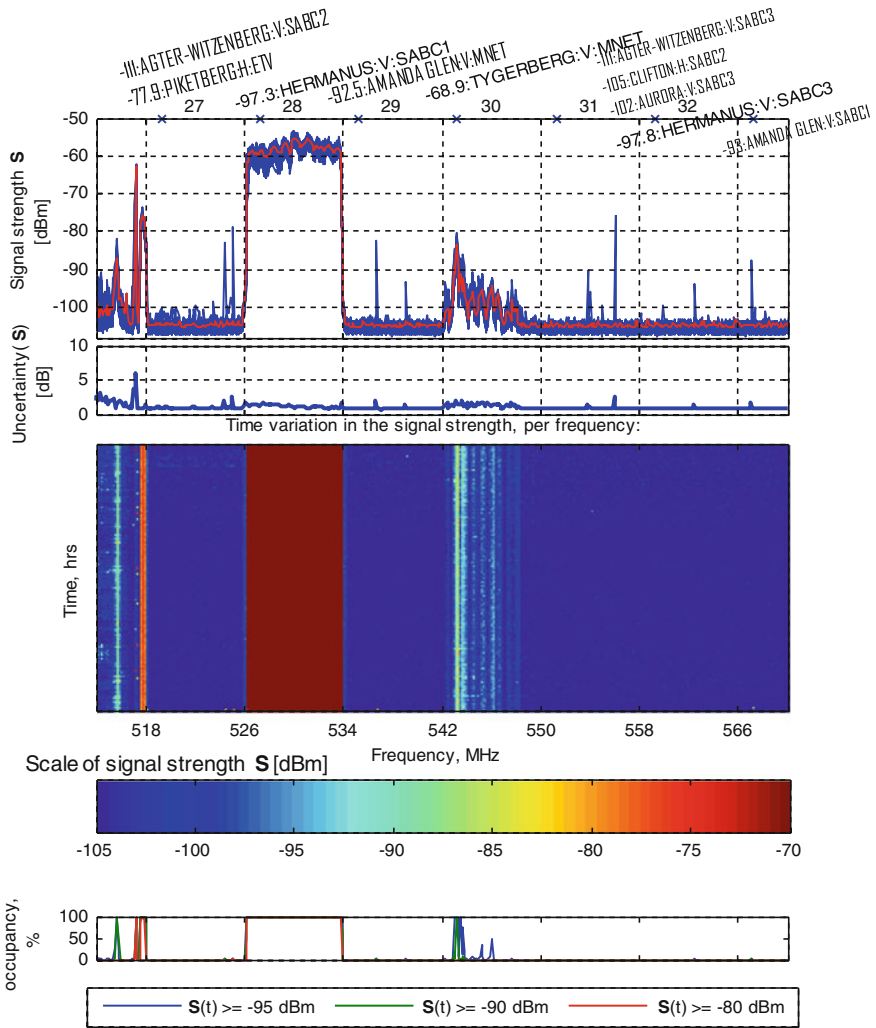 -111:AGTER-WITZENBERG:V:SABC2
-77.9:PIKETBERG:H:ETV
-97.3:HERMANUS:V:SABC1
-92.5:AMANDA GLEN:V:MNET
-68.9:TYGERBERG:V:MNET
-111:AGTER-WITZENBERG:V:SABC3
-105:CLIFTON:H:SABC2
-102:AURORA:V:SABC3
-97.8:HERMANUS:V:SABC3
-93:AMANDA GLEN:V:SABC1
27 28 29 30 31 32
Signal strength S
[dBm]
-50
-60
-70
-80
-90
-100
Uncertainty(S)
[dB]
10
5
0
Time variation in the signal strength, per frequency:
Time, hrs
518 526 534 542 550 558 566
Frequency, MHz
Scale of signal strength S [dBm]
-105 -100 -95 -90 -85 -80 -75 -70
occupancy,
%
100
50
0
S(t) >= -95 dBm S(t) >= -90 dBm S(t) >= -80 dBm